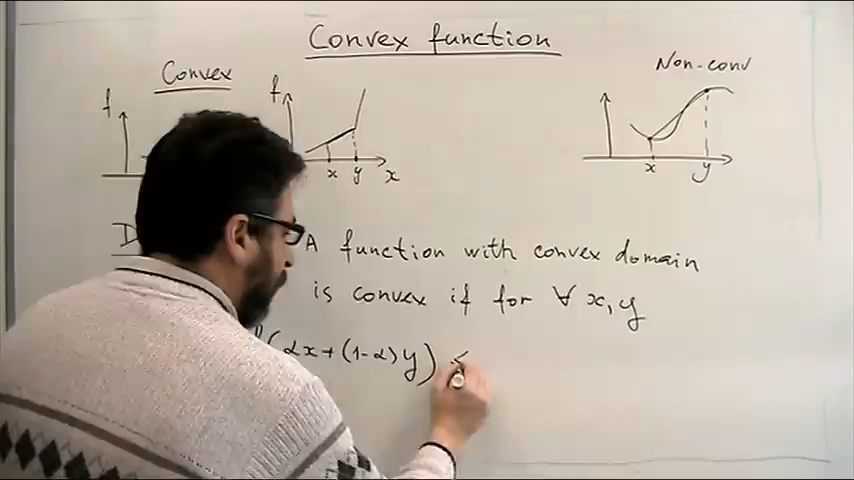 Convex function
Convex
Non-conv
f
f
x y x
x y
A function with convex domain
is convex if for ∀ x, y
(αx+(1-α)y) ≤